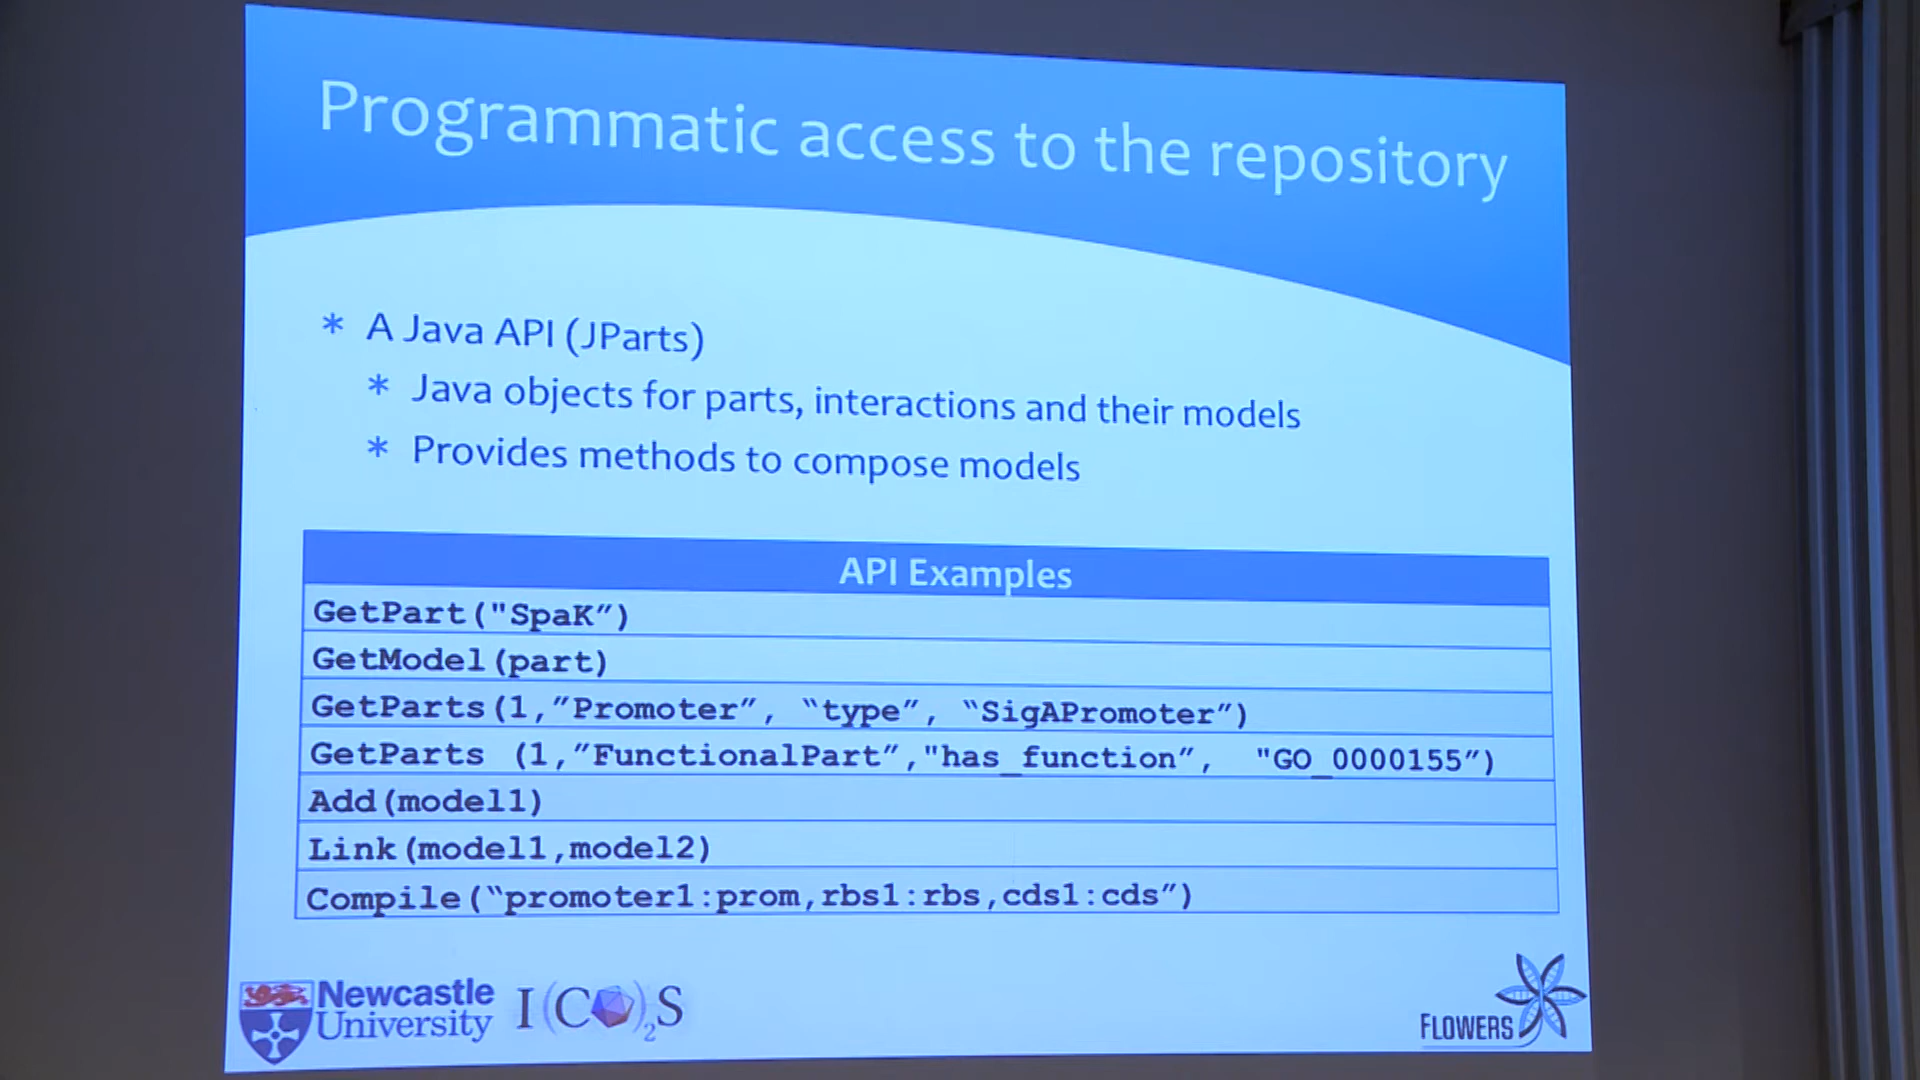 Programmatic access to the repository
* A Java API (JParts)
* Java objects for parts, interactions and their models
* Provides methods to compose models
API Examples
GetPart("SpaK”)
GetModel(part)
GetParts(1,”Promoter”, “type”, “SigAPromoter”)
GetParts (1,”FunctionalPart”,"has_function”, "GO_0000155”)
Add(model1)
Link(model1,model2)
Compile(“promoter1:prom,rbs1:rbs,cds1:cds”)
Newcastle
University
I(CO)2S
FLOWERS